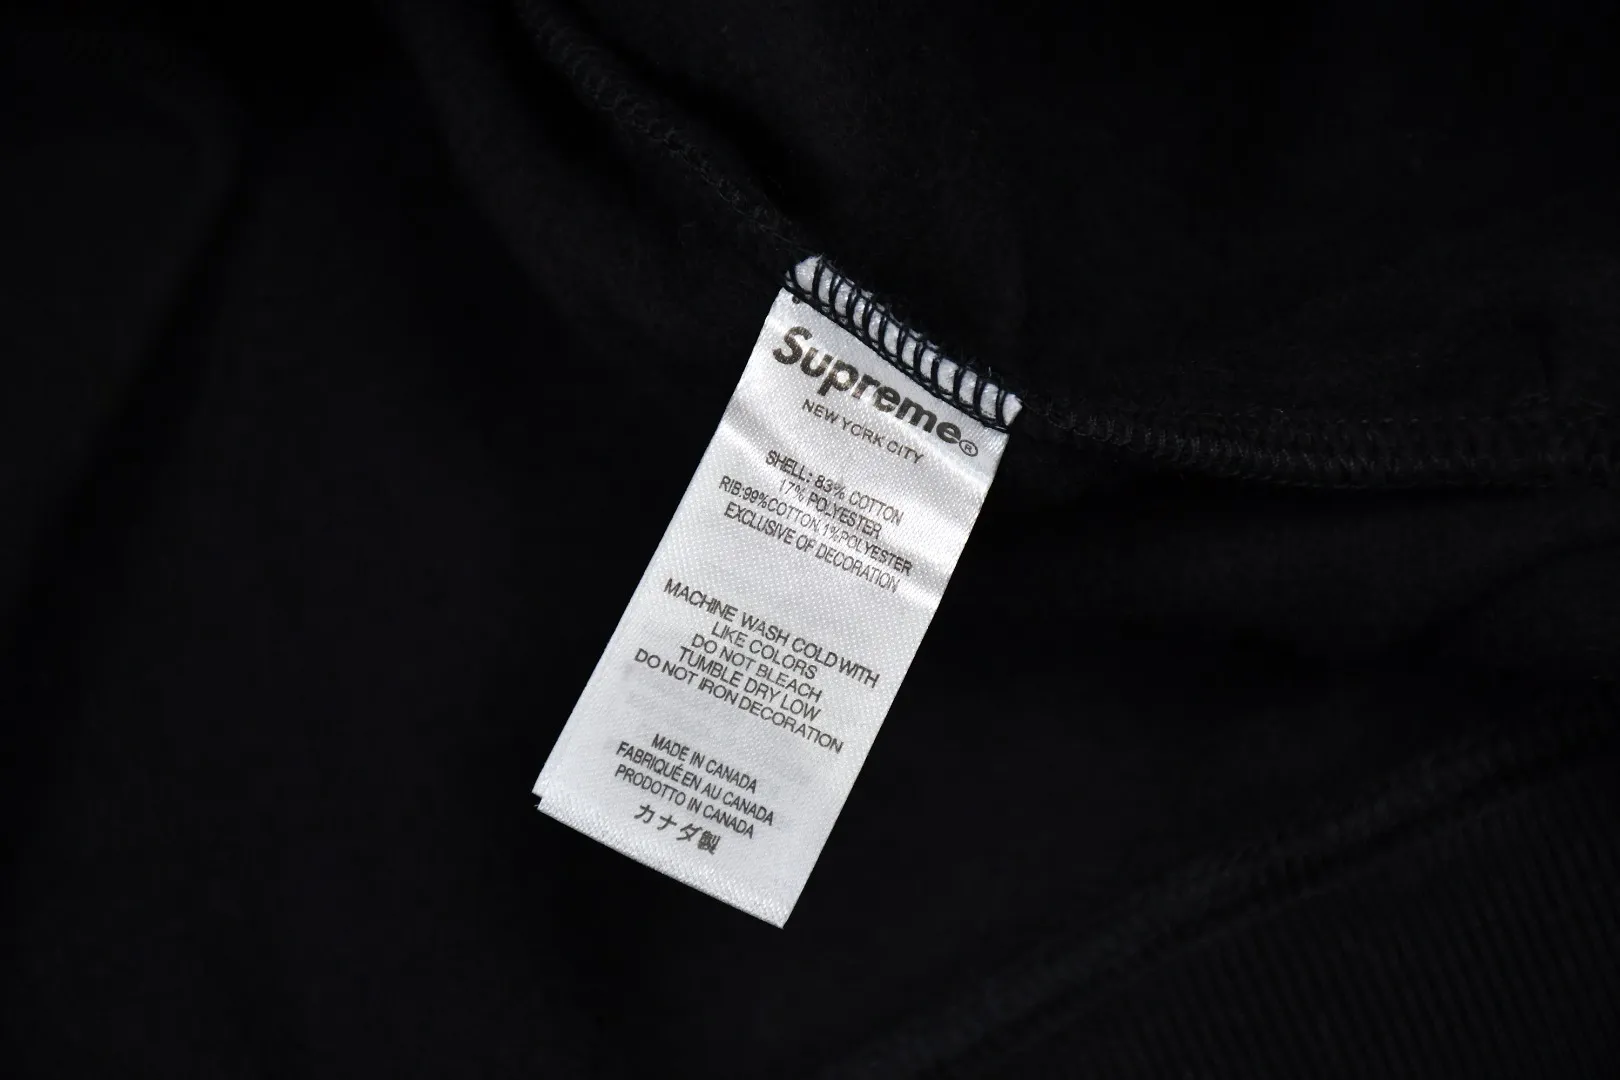 Supreme®
NEW YORK CITY
SHELL: 83% COTTON
17% POLYESTER
RIB:99%COTTON,1%POLYESTER
EXCLUSIVE OF DECORATION
MACHINE WASH COLD WITH
LIKE COLORS
DO NOT BLEACH
TUMBLE DRY LOW
DO NOT IRON DECORATION
MADE IN CANADA
FABRIQUÉ EN AU CANADA
PRODOTTO IN CANADA
カナダ製